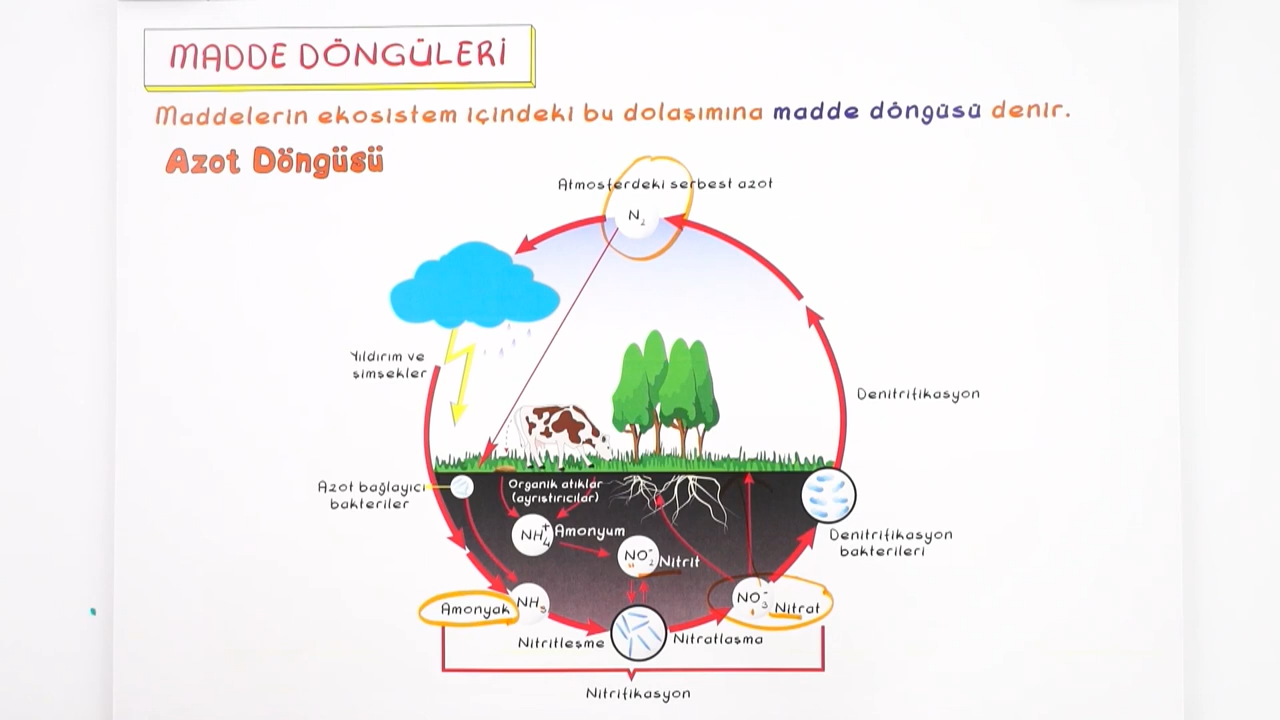 MADDE DÖNGÜLERİ
Maddelerin ekosistem içindeki bu dolaşımına madde döngüsü denir.
Azot Döngüsü
Atmosferdeki serbest azot
N₂
Yıldırım ve
şimşekler
Denitrifikasyon
Azot bağlayıcı
bakteriler
Organik atıklar
(ayrıştırıcılar)
NH₄⁺ Amonyum
NO₂⁻ Nitrit
Denitrifikasyon
bakterileri
Amonyak NH₃
NO₃⁻ Nitrat
Nitritleşme
Nitratlaşma
Nitrifikasyon